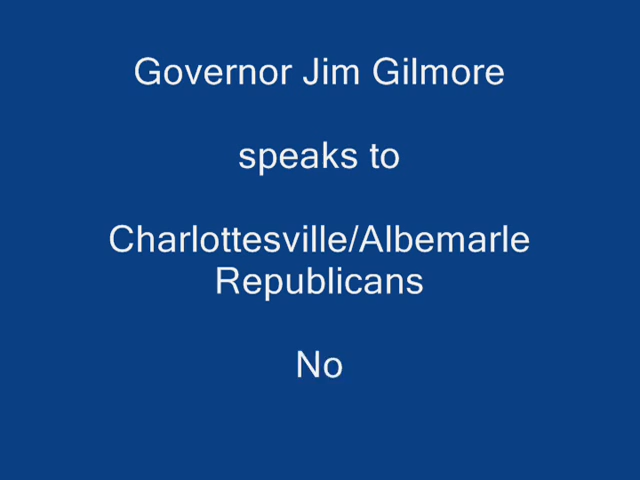 Governor Jim Gilmore
speaks to
Charlottesville/Albemarle
Republicans
No